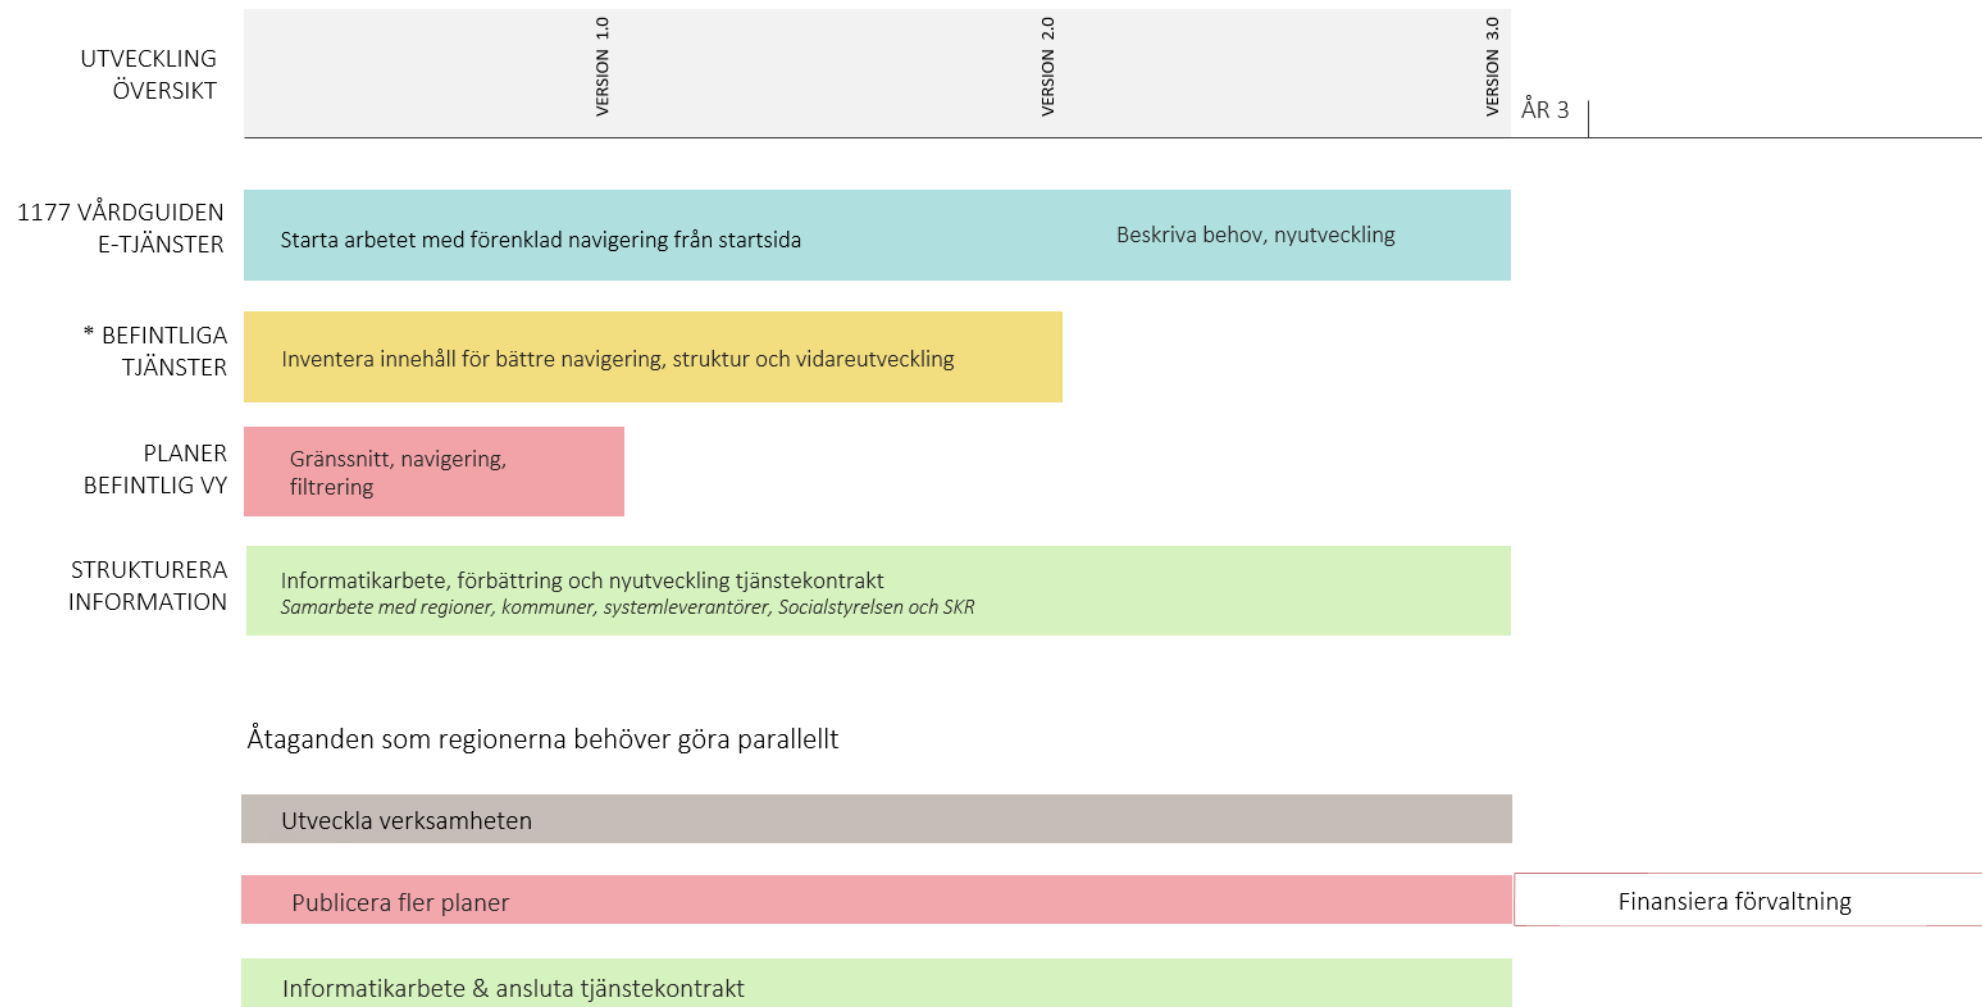 UTVECKLING
ÖVERSIKT
VERSION 1.0
VERSION 2.0
VERSION 3.0
ÅR 3
1177 VÅRDGUIDEN
E-TJÄNSTER
Starta arbetet med förenklad navigering från startsida
Beskriva behov, nyutveckling
* BEFINTLIGA
TJÄNSTER
Inventera innehåll för bättre navigering, struktur och vidareutveckling
PLANER
BEFINTLIG VY
Gränssnitt, navigering,
filtrering
STRUKTURERA
INFORMATION
Informatikarbete, förbättring och nyutveckling tjänstekontrakt
Samarbete med regioner, kommuner, systemleverantörer, Socialstyrelsen och SKR
Åtaganden som regionerna behöver göra parallellt
Utveckla verksamheten
Publicera fler planer
Finansiera förvaltning
Informatikarbete & ansluta tjänstekontrakt